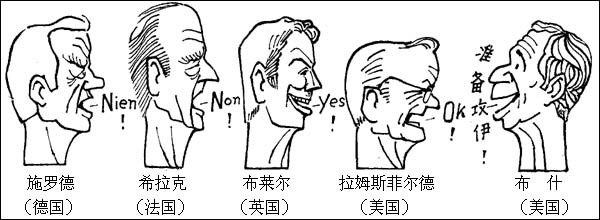 Nien!
Non!
yes!
OK!
准备攻伊!
施罗德
(德国)
希拉克
(法国)
布莱尔
(英国)
拉姆斯菲尔德
(美国)
布 什
(美国)